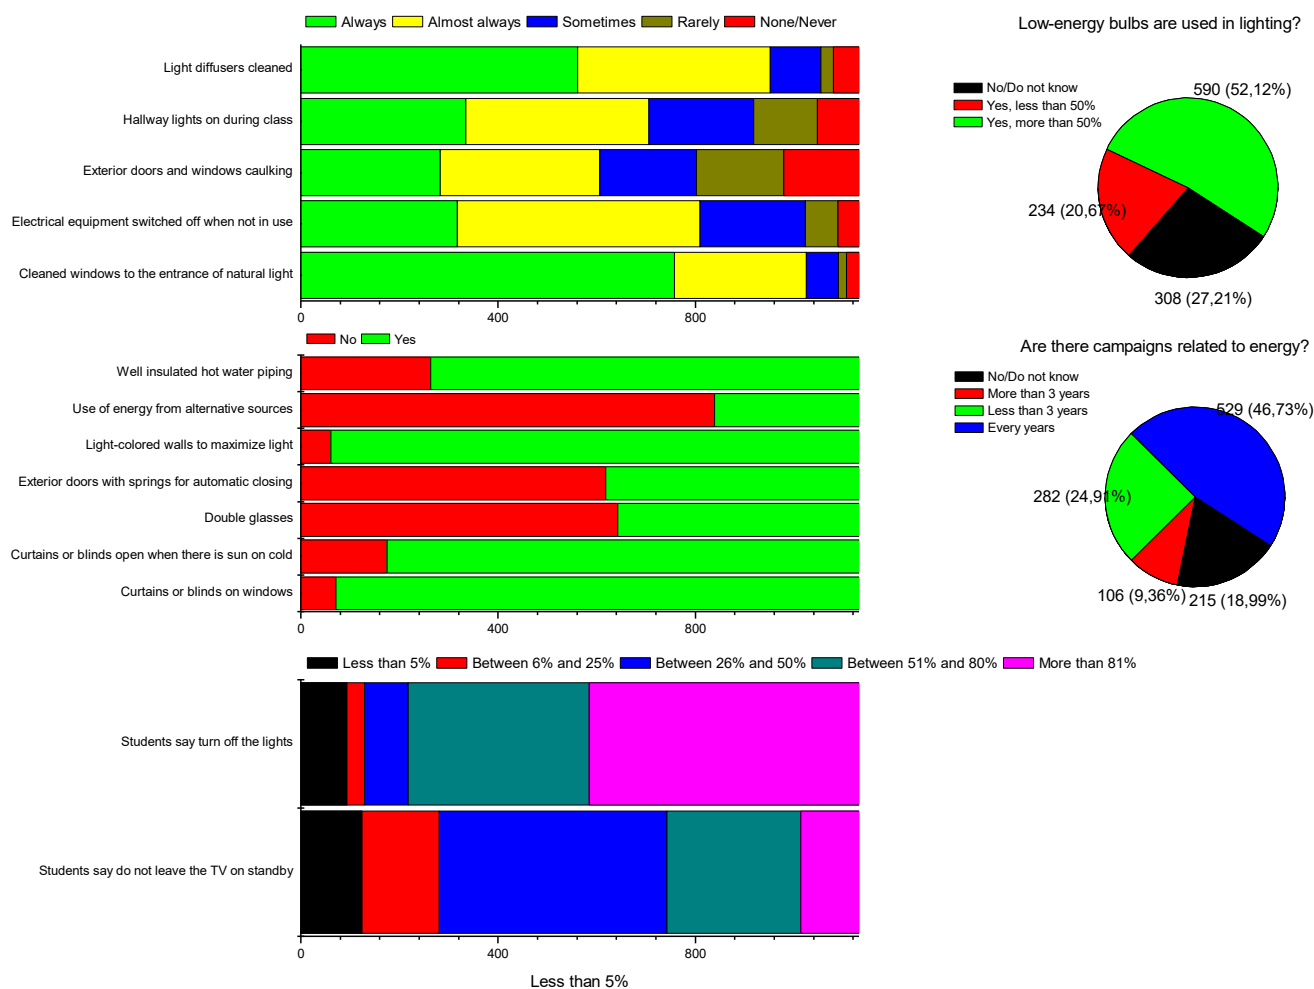 Always Almost always Sometimes Rarely None/Never
Light diffusers cleaned
Hallway lights on during class
Exterior doors and windows caulking
Electrical equipment switched off when not in use
Cleaned windows to the entrance of natural light
0 400 800
Low-energy bulbs are used in lighting?
No/Do not know
Yes, less than 50%
Yes, more than 50%
590 (52,12%)
234 (20,67%)
308 (27,21%)
No Yes
Well insulated hot water piping
Use of energy from alternative sources
Light-colored walls to maximize light
Exterior doors with springs for automatic closing
Double glasses
Curtains or blinds open when there is sun on cold
Curtains or blinds on windows
0 400 800
Are there campaigns related to energy?
No/Do not know
More than 3 years
Less than 3 years
Every years
529 (46,73%)
282 (24,91%)
106 (9,36%)
215 (18,99%)
Less than 5% Between 6% and 25% Between 26% and 50% Between 51% and 80% More than 81%
Students say turn off the lights
Students say do not leave the TV on standby
0 400 800
Less than 5%